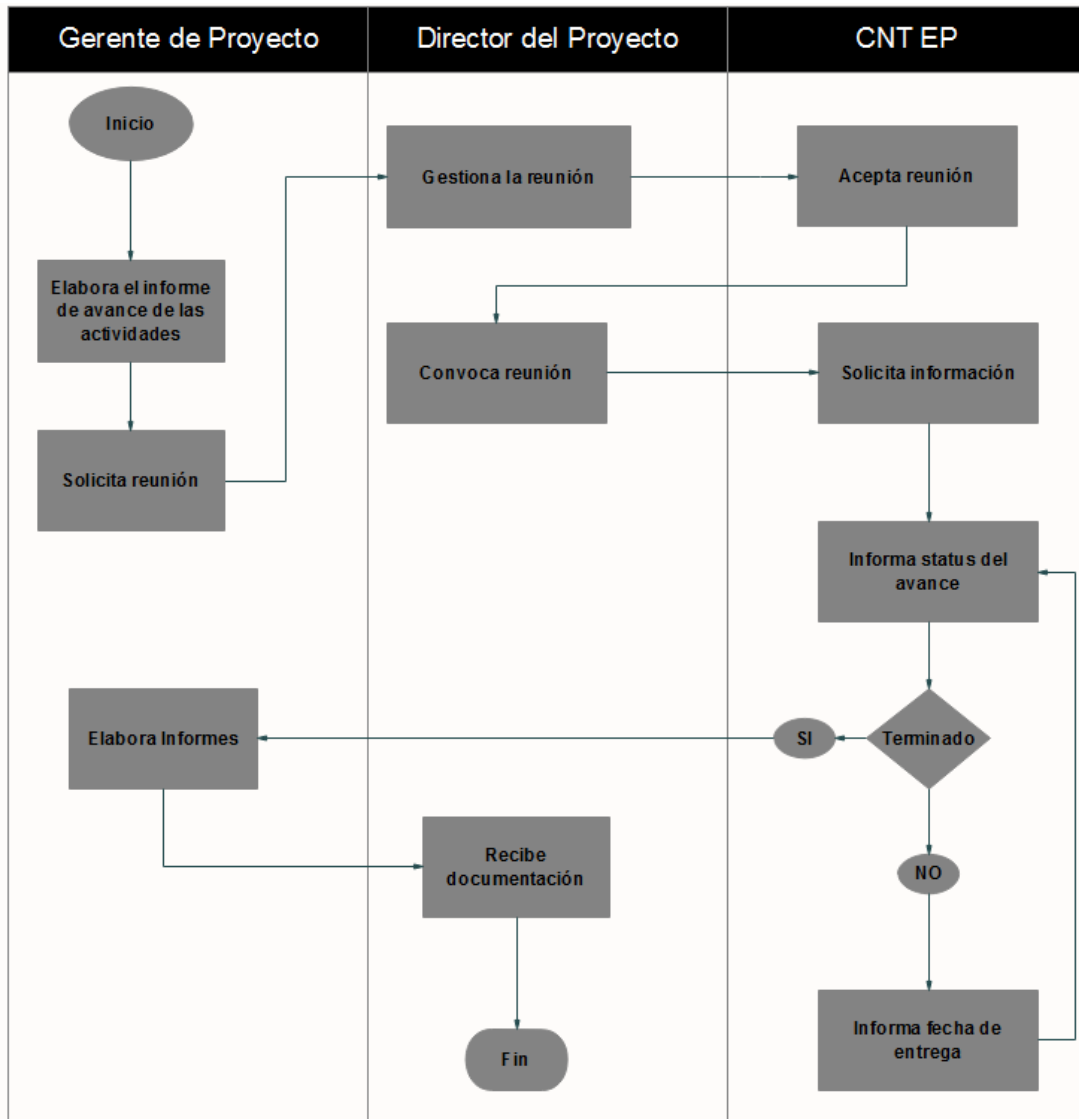 Gerente de Proyecto
Director del Proyecto
CNT EP
Inicio
Gestiona la reunión
Acepta reunión
Elabora el informe
de avance de las
actividades
Convoca reunión
Solicita información
Solicita reunión
Informa status del
avance
Elabora Informes
SI
Terminado
Recibe
documentación
NO
Informa fecha de
entrega
Fin